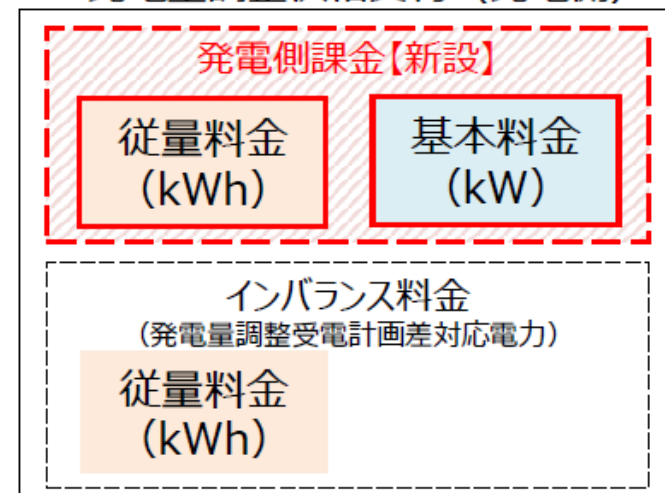 発電側課金【新設】
従量料金
（kWh）
基本料金
（kW）
インバランス料金
（発電量調整受電計画差対応電力）
従量料金
（kWh）